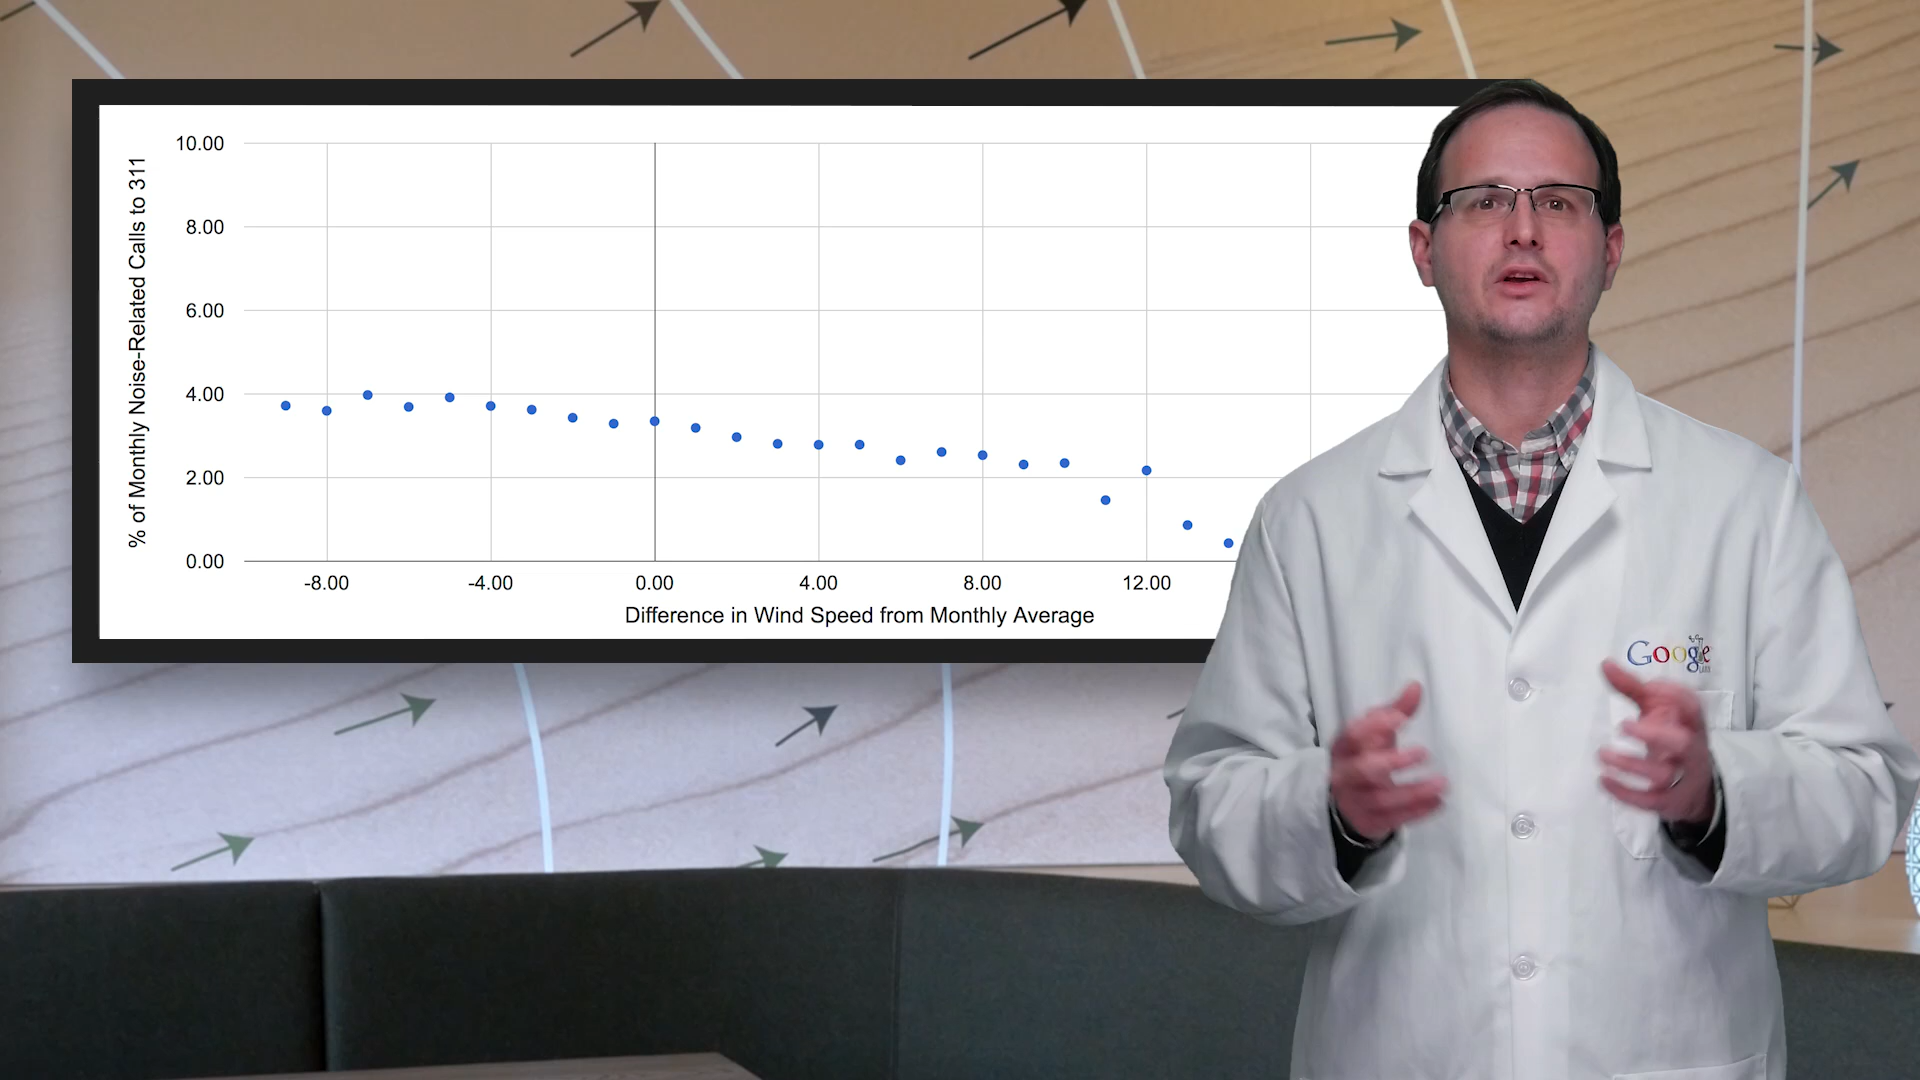 % of Monthly Noise-Related Calls to 311
10.00
8.00
6.00
4.00
2.00
0.00
-8.00 -4.00 0.00 4.00 8.00 12.00
Difference in Wind Speed from Monthly Average
Google